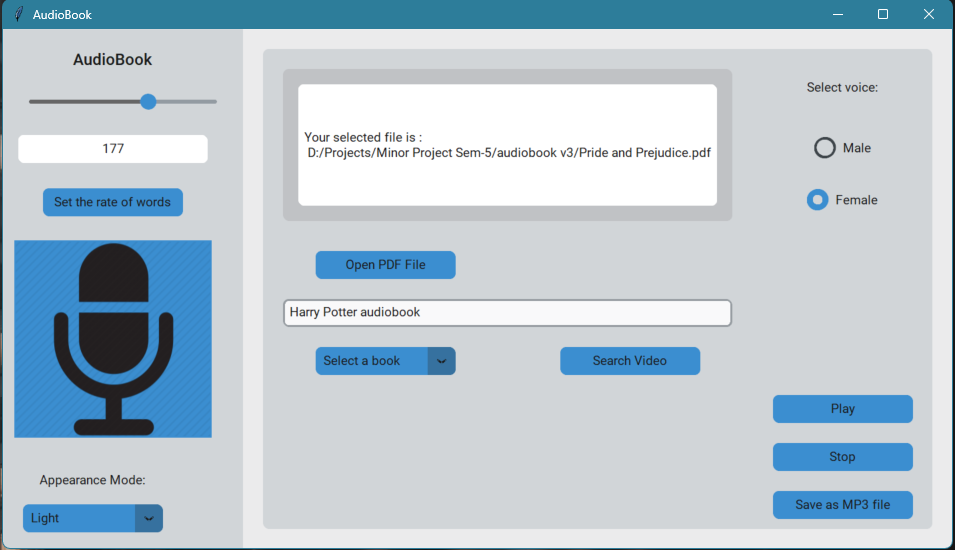 AudioBook
AudioBook
177
Set the rate of words
Appearance Mode:
Light
Your selected file is :
D:/Projects/Minor Project Sem-5/audiobook v3/Pride and Prejudice.pdf
Open PDF File
Harry Potter audiobook
Select a book
Search Video
Select voice:
Male
Female
Play
Stop
Save as MP3 file